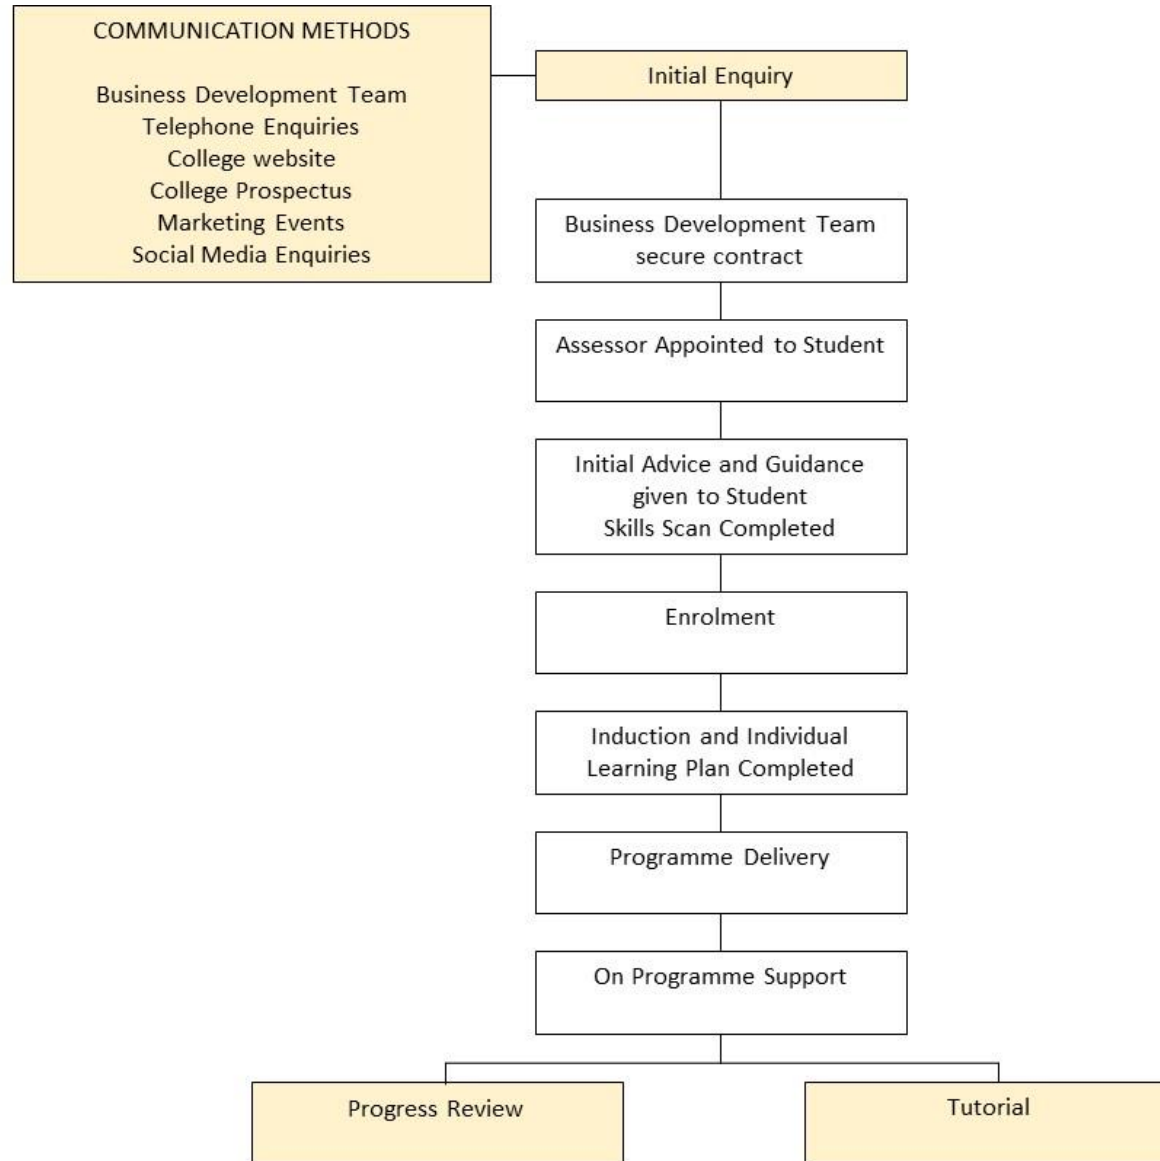 COMMUNICATION METHODS
Business Development Team
Telephone Enquiries
College website
College Prospectus
Marketing Events
Social Media Enquiries
Initial Enquiry
Business Development Team
secure contract
Assessor Appointed to Student
Initial Advice and Guidance
given to Student
Skills Scan Completed
Enrolment
Induction and Individual
Learning Plan Completed
Programme Delivery
On Programme Support
Progress Review
Tutorial